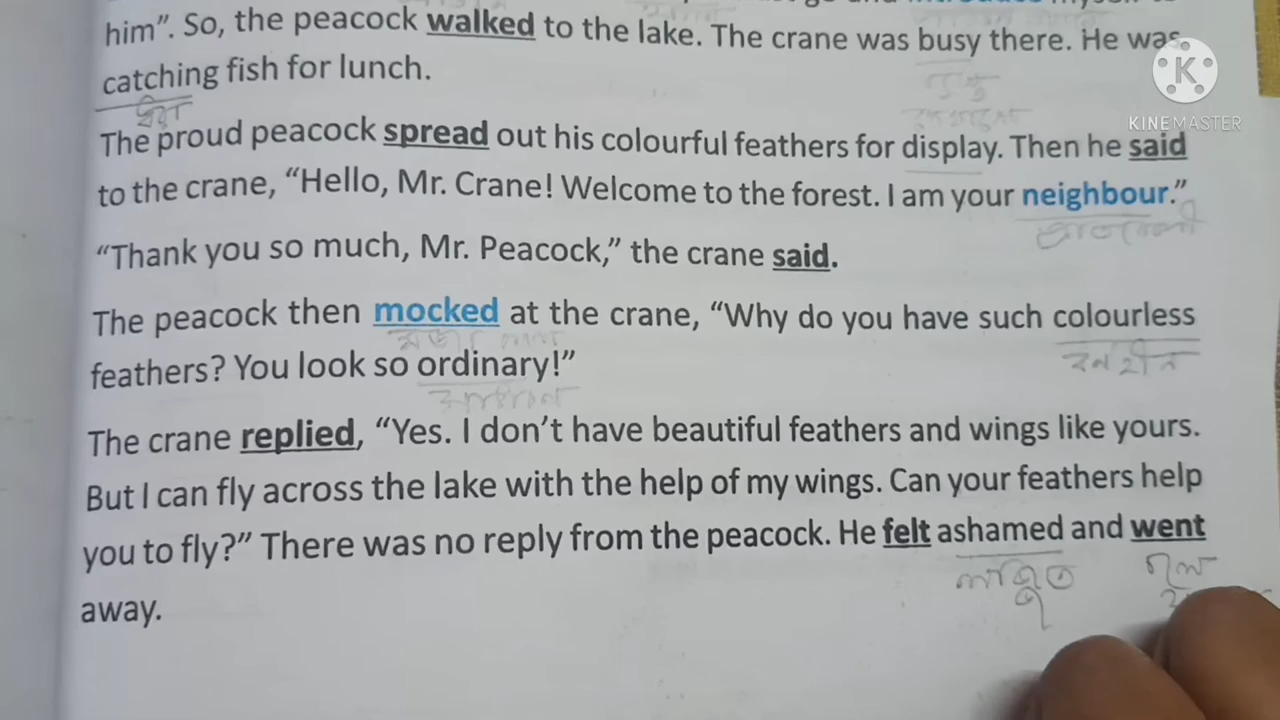 him". So, the peacock walked to the lake. The crane was busy there. He was
catching fish for lunch.
ব্যস্ত
KINEMASTER
The proud peacock spread out his colourful feathers for display. Then he said
to the crane, "Hello, Mr. Crane! Welcome to the forest. I am your neighbour."
"Thank you so much, Mr. Peacock," the crane said.
The peacock then mocked at the crane, "Why do you have such colourless
feathers? You look so ordinary!"
The crane replied, "Yes. I don't have beautiful feathers and wings like yours.
But I can fly across the lake with the help of my wings. Can your feathers help
you to fly?" There was no reply from the peacock. He felt ashamed and went
away.